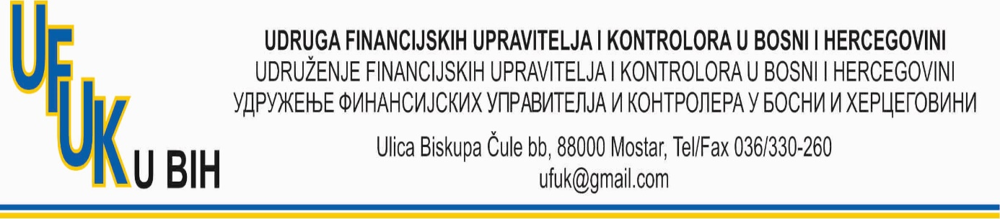 UFUK U BIH
UDRUGA FINANCIJSKIH UPRAVITELJA I KONTROLORA U BOSNI I HERCEGOVINI
UDRUŽENJE FINANCIJSKIH UPRAVITELJA I KONTROLORA U BOSNI I HERCEGOVINI
УДРУЖЕЊЕ ФИНАНСИЈСКИХ УПРАВИТЕЛЈА И КОНТРОЛЕРА У БОСНИ И ХЕРЦЕГОВИНИ
Ulica Biskupa Čule bb, 88000 Mostar, Tel/Fax 036/330-260
ufuk@gmail.com